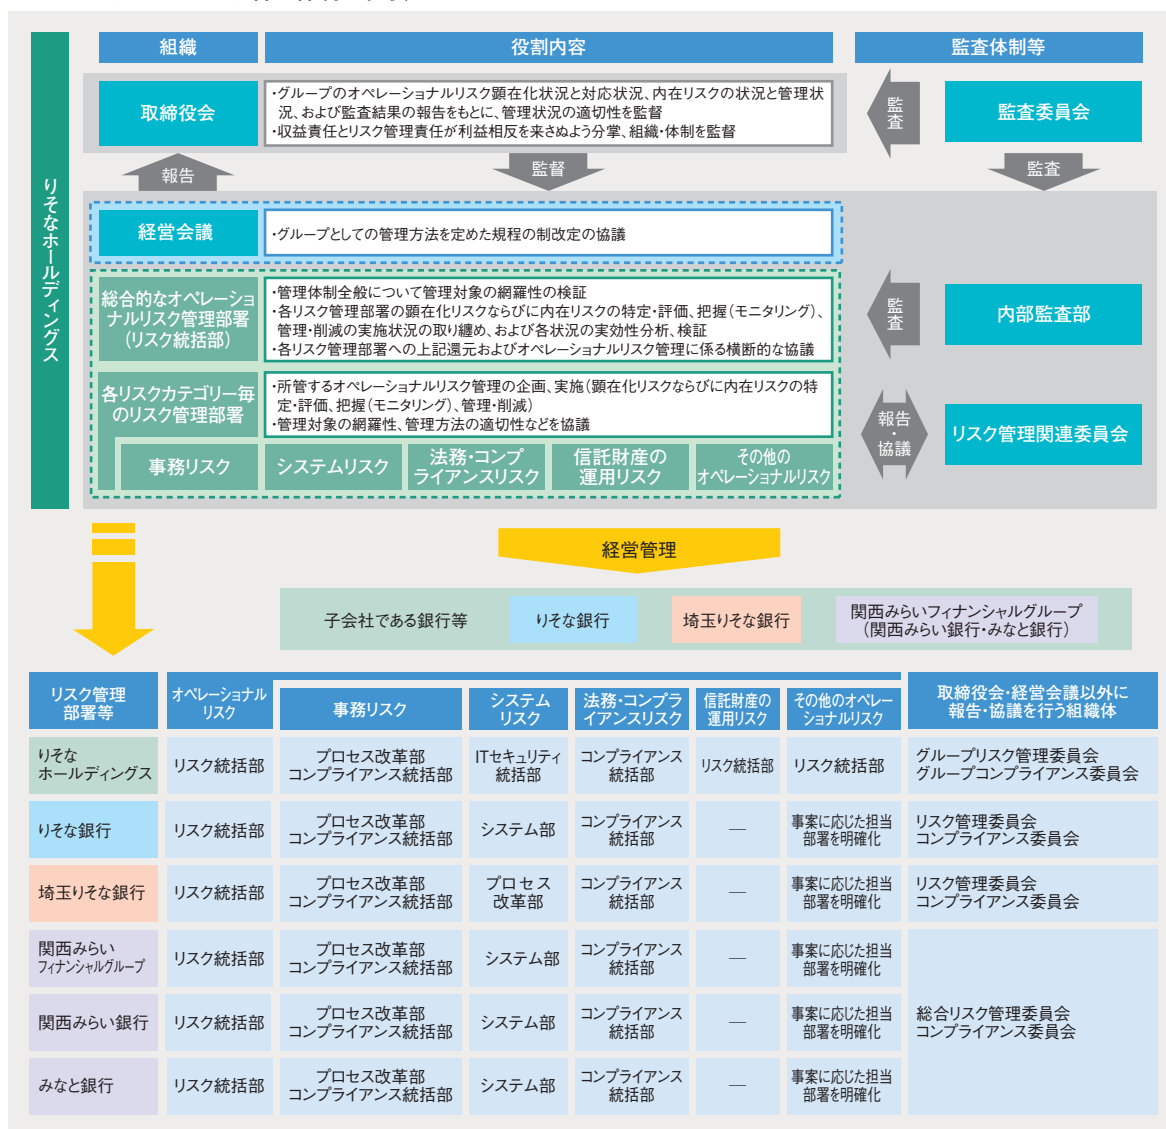 組織
役割内容
監査体制等
りそなホールディングス
取締役会
・グループのオペレーショナルリスク顕在化状況と対応状況、内在リスクの状況と管理状
況、および監査結果の報告をもとに、管理状況の適切性を監督
・収益責任とリスク管理責任が利益相反を来さぬよう分掌、組織・体制を監督
監査
監査委員会
報告
監督
監査
経営会議
・グループとしての管理方法を定めた規程の制改定の協議
総合的なオペレーショ
ナルリスク管理部署
(リスク統括部)
・管理体制全般について管理対象の網羅性の検証
・各リスク管理部署の顕在化リスクならびに内在リスクの特定・評価、把握(モニタリング)、
管理・削減の実施状況の取り纏め、および各状況の実効性分析、検証
・各リスク管理部署への上記還元およびオペレーショナルリスク管理に係る横断的な協議
監査
内部監査部
各リスクカテゴリー毎
のリスク管理部署
・所管するオペレーショナルリスク管理の企画、実施(顕在化リスクならびに内在リスクの特
定・評価、把握(モニタリング)、管理・削減)
・管理対象の網羅性、管理方法の適切性などを協議
報告
・
協議
リスク管理関連委員会
事務リスク
システムリスク
法務・コンプ
ライアンスリスク
信託財産の
運用リスク
その他の
オペレーショナルリスク
経営管理
子会社である銀行等
りそな銀行
埼玉りそな銀行
関西みらいフィナンシャルグループ
(関西みらい銀行・みなと銀行)
リスク管理
部署等
オペレーショナル
リスク
事務リスク
システム
リスク
法務・コンプラ
イアンスリスク
信託財産の
運用リスク
その他のオペレー
ショナルリスク
取締役会・経営会議以外に
報告・協議を行う組織体
りそな
ホールディングス
リスク統括部
プロセス改革部
コンプライアンス統括部
ITセキュリティ
統括部
コンプライアンス
統括部
リスク統括部
リスク統括部
グループリスク管理委員会
グループコンプライアンス委員会
りそな銀行
リスク統括部
プロセス改革部
コンプライアンス統括部
システム部
コンプライアンス
統括部
―
事案に応じた担当
部署を明確化
リスク管理委員会
コンプライアンス委員会
埼玉りそな銀行
リスク統括部
プロセス改革部
コンプライアンス統括部
プロセス
改革部
コンプライアンス
統括部
―
事案に応じた担当
部署を明確化
リスク管理委員会
コンプライアンス委員会
関西みらい
フィナンシャルグループ
リスク統括部
プロセス改革部
コンプライアンス統括部
システム部
コンプライアンス
統括部
―
事案に応じた担当
部署を明確化
関西みらい銀行
リスク統括部
プロセス改革部
コンプライアンス統括部
システム部
コンプライアンス
統括部
―
事案に応じた担当
部署を明確化
総合リスク管理委員会
コンプライアンス委員会
みなと銀行
リスク統括部
プロセス改革部
コンプライアンス統括部
システム部
コンプライアンス
統括部
―
事案に応じた担当
部署を明確化